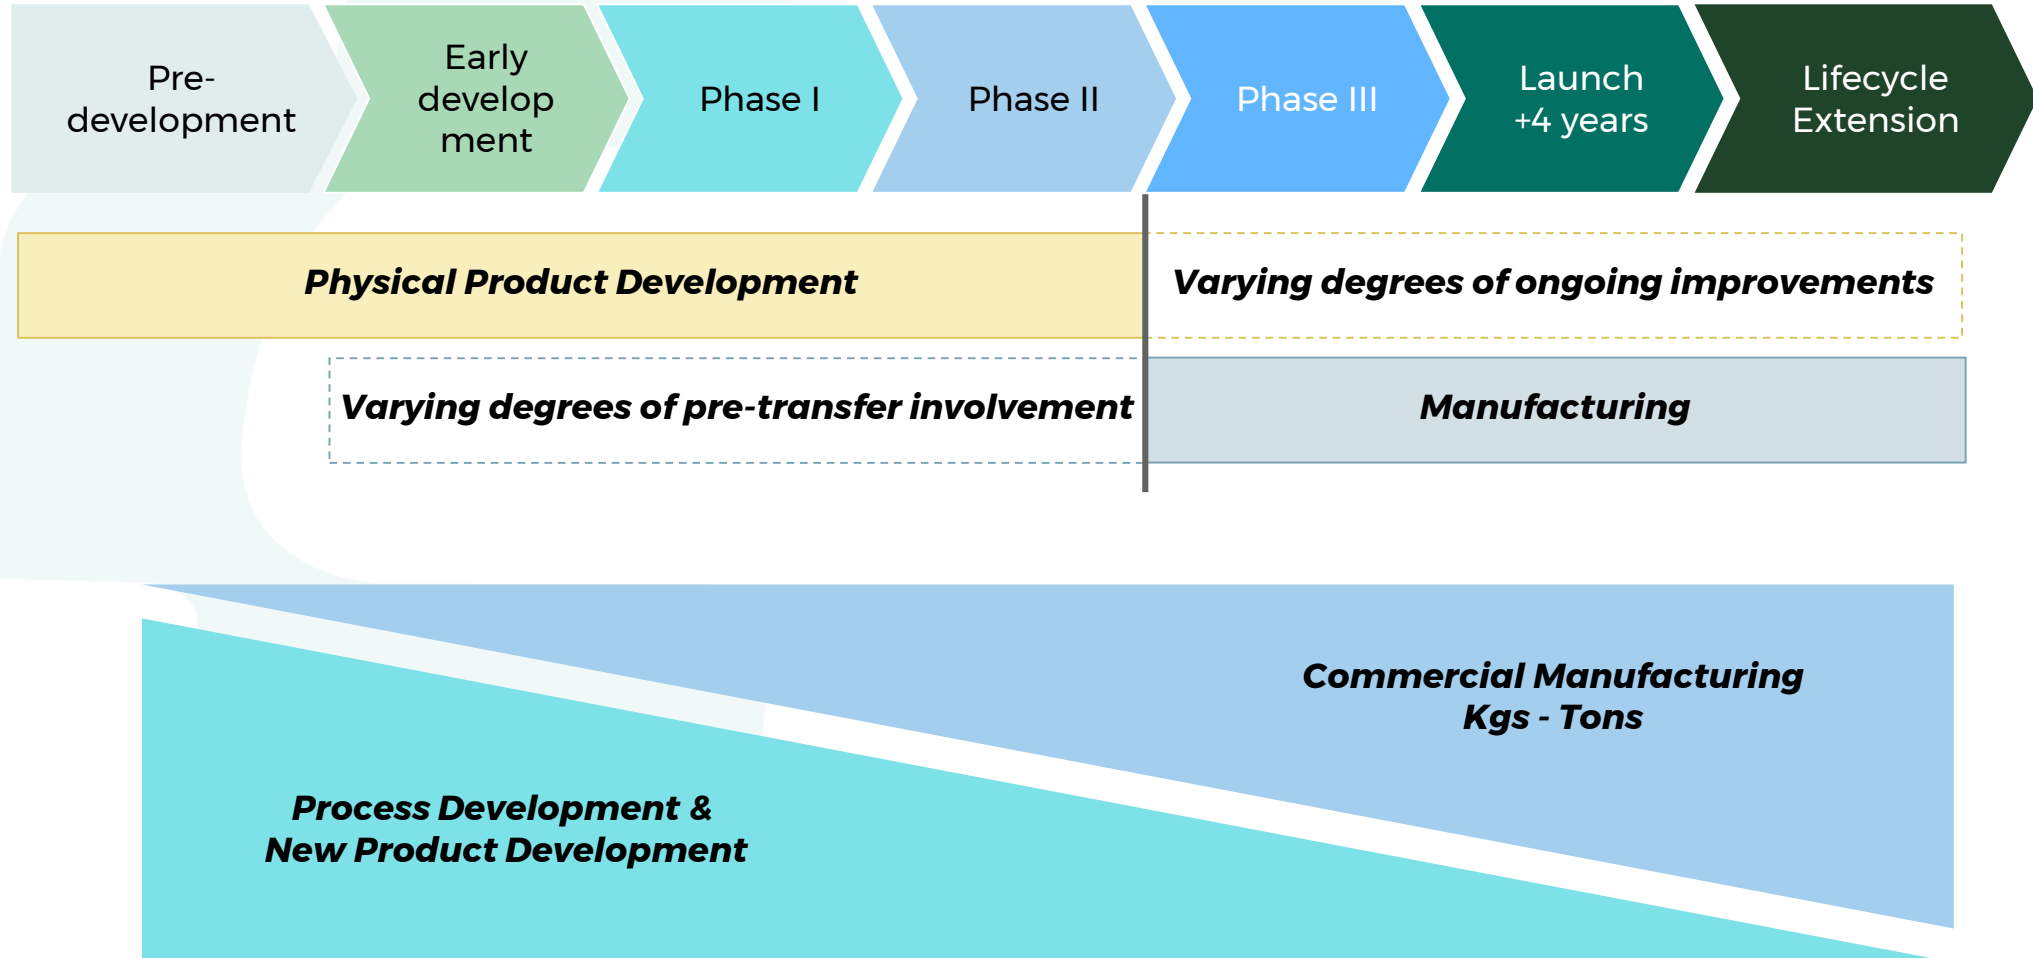 Pre-
development
Early
develop
ment
Phase I
Phase II
Phase III
Launch
+4 years
Lifecycle
Extension
Physical Product Development
Varying degrees of ongoing improvements
Varying degrees of pre-transfer involvement
Manufacturing
Commercial Manufacturing
Kgs - Tons
Process Development &
New Product Development